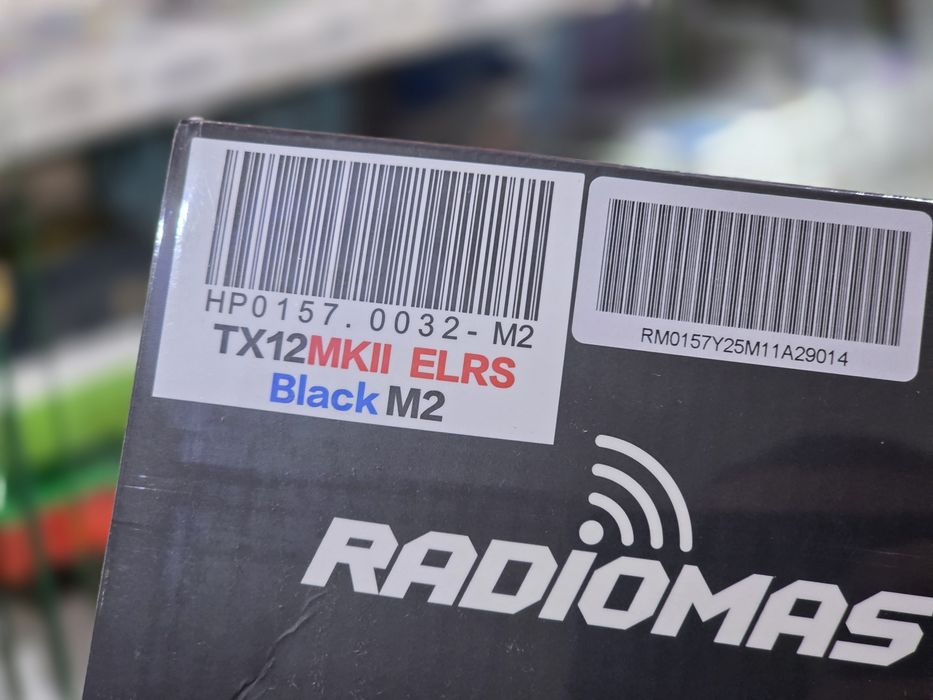 HP0157.0032-M2
TX12MKII ELRS
Black M2
RM0157Y25M11A29014
RADIOMAS